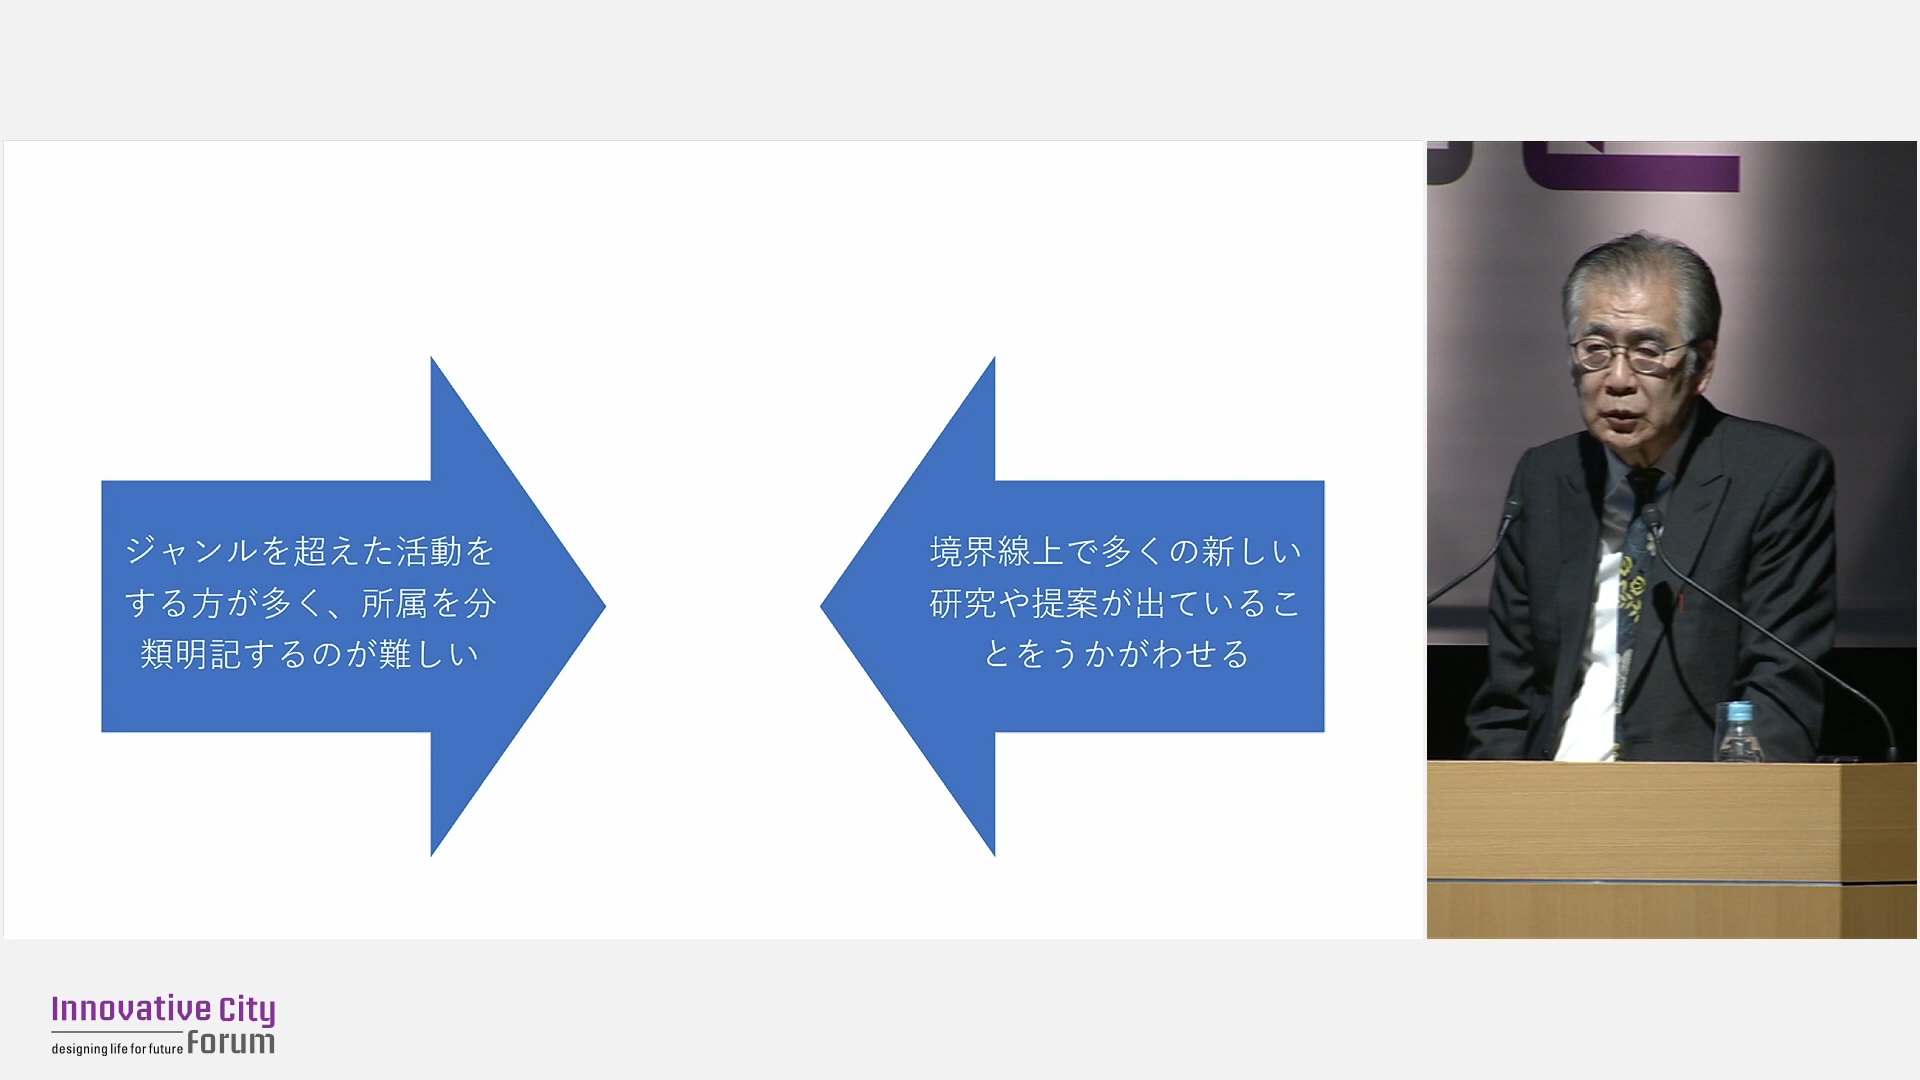 ジャンルを超えた活動を
する方が多く、所属を分
類明記するのが難しい
境界線上で多くの新しい
研究や提案が出ているこ
とをうかがわせる
Innovative City
designing life for future Forum